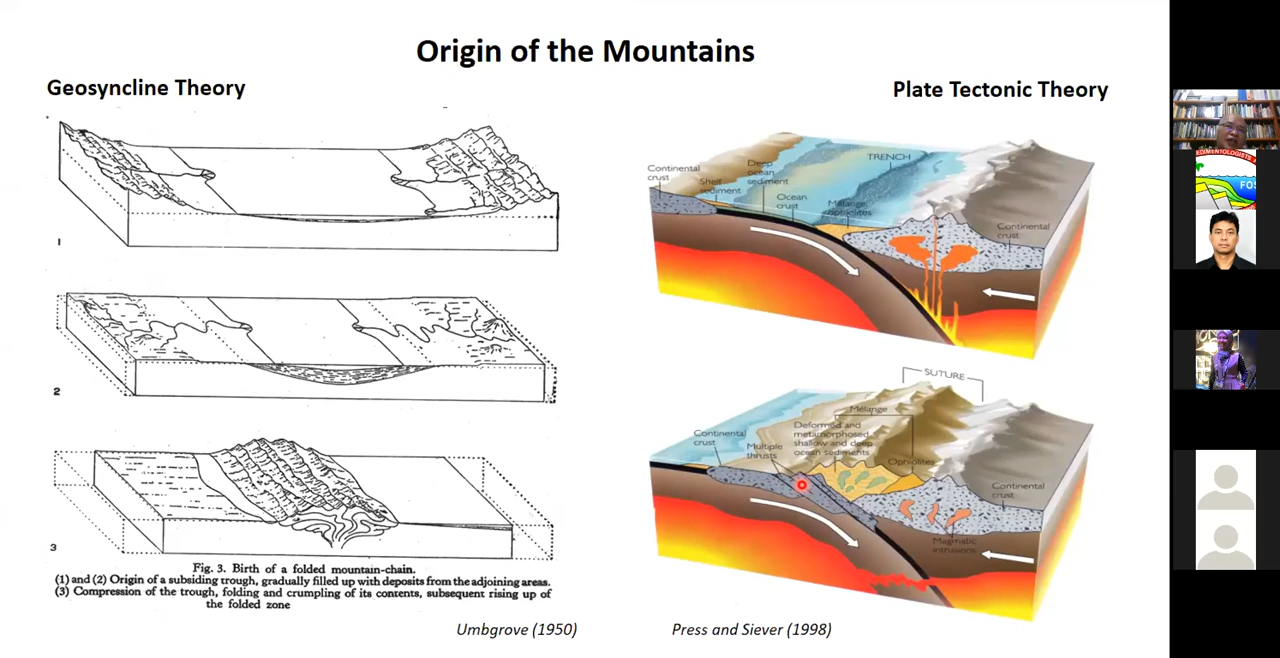 Origin of the Mountains
Geosyncline Theory
1
2
3
Fig. 3. Birth of a folded mountain-chain.
(1) and (2) Origin of a subsiding trough, gradually filled up with deposits from the adjoining areas.
(3) Compression of the trough, folding and crumpling of its contents, subsequent rising up of
the folded zone
Umbgrove (1950)
Plate Tectonic Theory
Continental
crust
Shelf
sediment
Deep
ocean
sediment
Ocean
crust
TRENCH
Mélange,
ophiolites
Continental
crust
SUTURE
Mélange
Continental
crust
Multiple
thrusts
Deformed and
metamorphosed
shallow and deep
ocean sediments
Ophiolites
Continental
crust
Magmatic
intrusions
Press and Siever (1998)
EDIMENTOLOGISTS
FOS